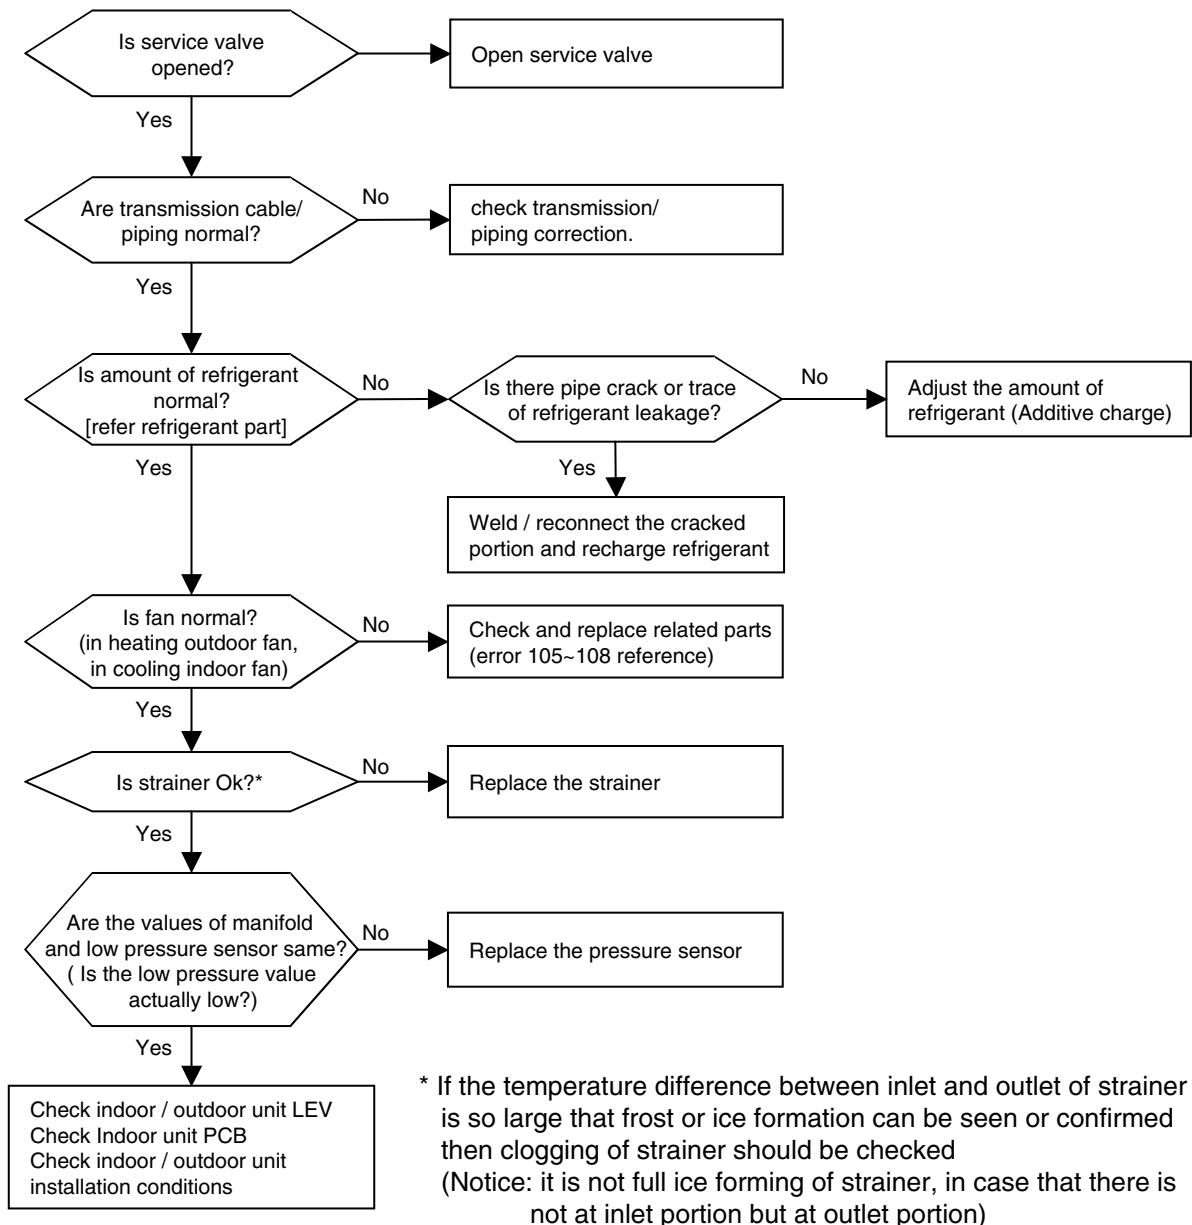 Is service valve
opened?
Open service valve
Yes
Are transmission cable/
piping normal?
No
check transmission/
piping correction.
Yes
Is amount of refrigerant
normal?
[refer refrigerant part]
No
Is there pipe crack or trace
of refrigerant leakage?
No
Adjust the amount of
refrigerant (Additive charge)
Yes
Yes
Weld / reconnect the cracked
portion and recharge refrigerant
Is fan normal?
(in heating outdoor fan,
in cooling indoor fan)
No
Check and replace related parts
(error 105~108 reference)
Yes
Is strainer Ok?*
No
Replace the strainer
Yes
Are the values of manifold
and low pressure sensor same?
( Is the low pressure value
actually low?)
No
Replace the pressure sensor
Yes
Check indoor / outdoor unit LEV
Check Indoor unit PCB
Check indoor / outdoor unit
installation conditions
* If the temperature difference between inlet and outlet of strainer
is so large that frost or ice formation can be seen or confirmed
then clogging of strainer should be checked
(Notice: it is not full ice forming of strainer, in case that there is
not at inlet portion but at outlet portion)